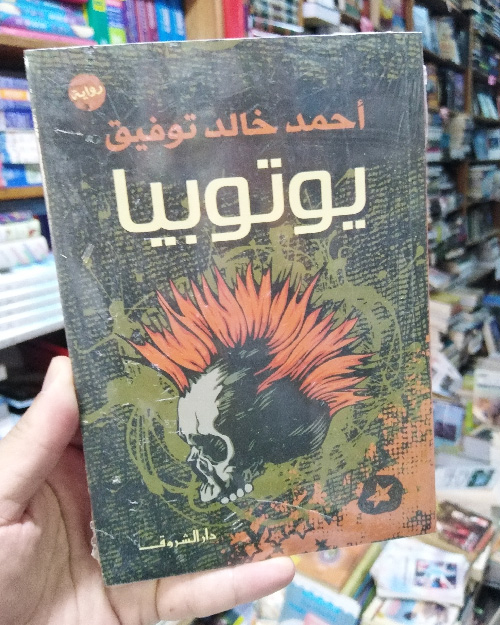 رواية
أحمد خالد توفيق
يوتوبيا
دار الشروق